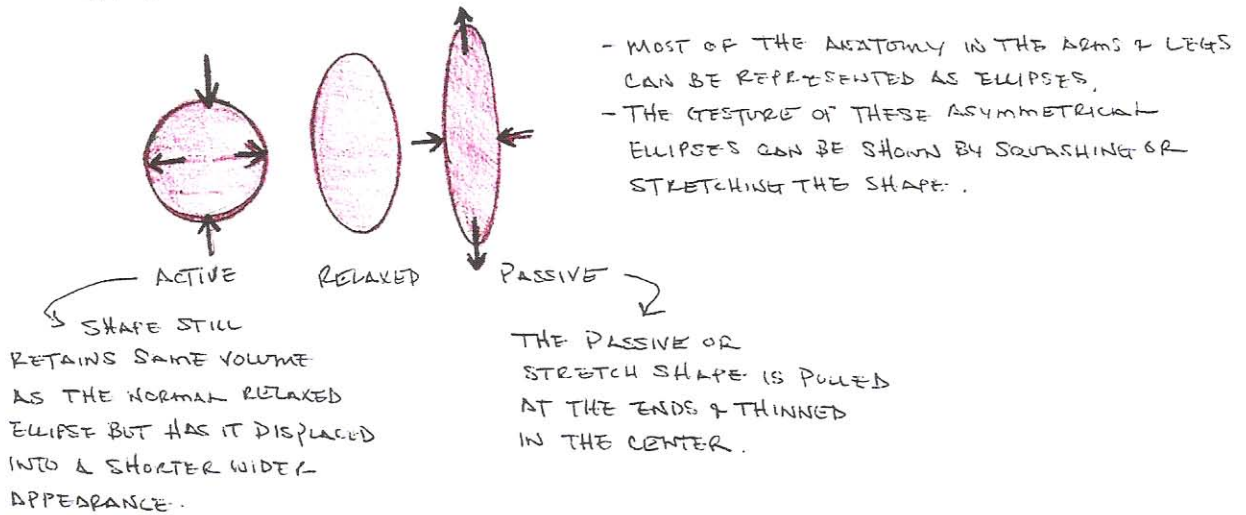 - MOST OF THE ANATOMY IN THE ARMS & LEGS
CAN BE REPRESENTED AS ELLIPSES.
- THE GESTURE OF THESE ASYMMETRICAL
ELLIPSES CAN BE SHOWN BY SQUASHING OR
STRETCHING THE SHAPE.
ACTIVE
RELAXED
PASSIVE
SHAPE STILL
RETAINS SAME VOLUME
AS THE NORMAL RELAXED
ELLIPSE BUT HAS IT DISPLACED
INTO A SHORTER WIDER
APPEARANCE.
THE PASSIVE OR
STRETCH SHAPE IS PULLED
AT THE ENDS & THINNED
IN THE CENTER.